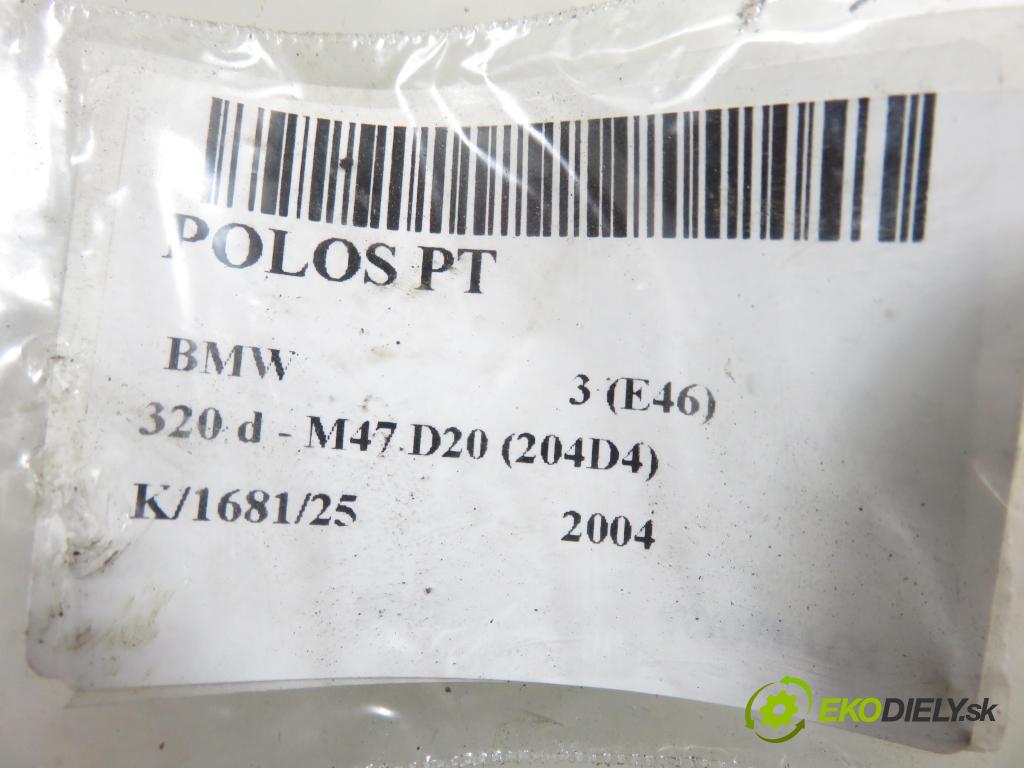 POLOS PT
BMW 3 (E46)
320 d - M47 D20 (204D4)
K/1681/25 2004
EKODIELY.sk